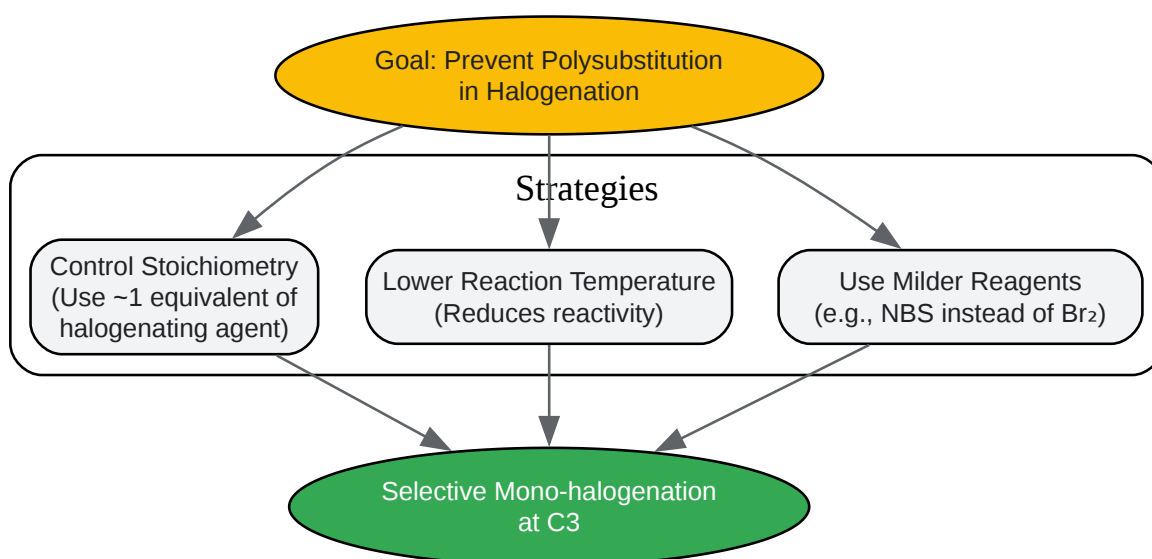 Goal: Prevent Polysubstitution
in Halogenation
Strategies
Control Stoichiometry
(Use ~1 equivalent of
halogenating agent)
Lower Reaction Temperature
(Reduces reactivity)
Use Milder Reagents
(e.g., NBS instead of Br₂)
Selective Mono-halogenation
at C3